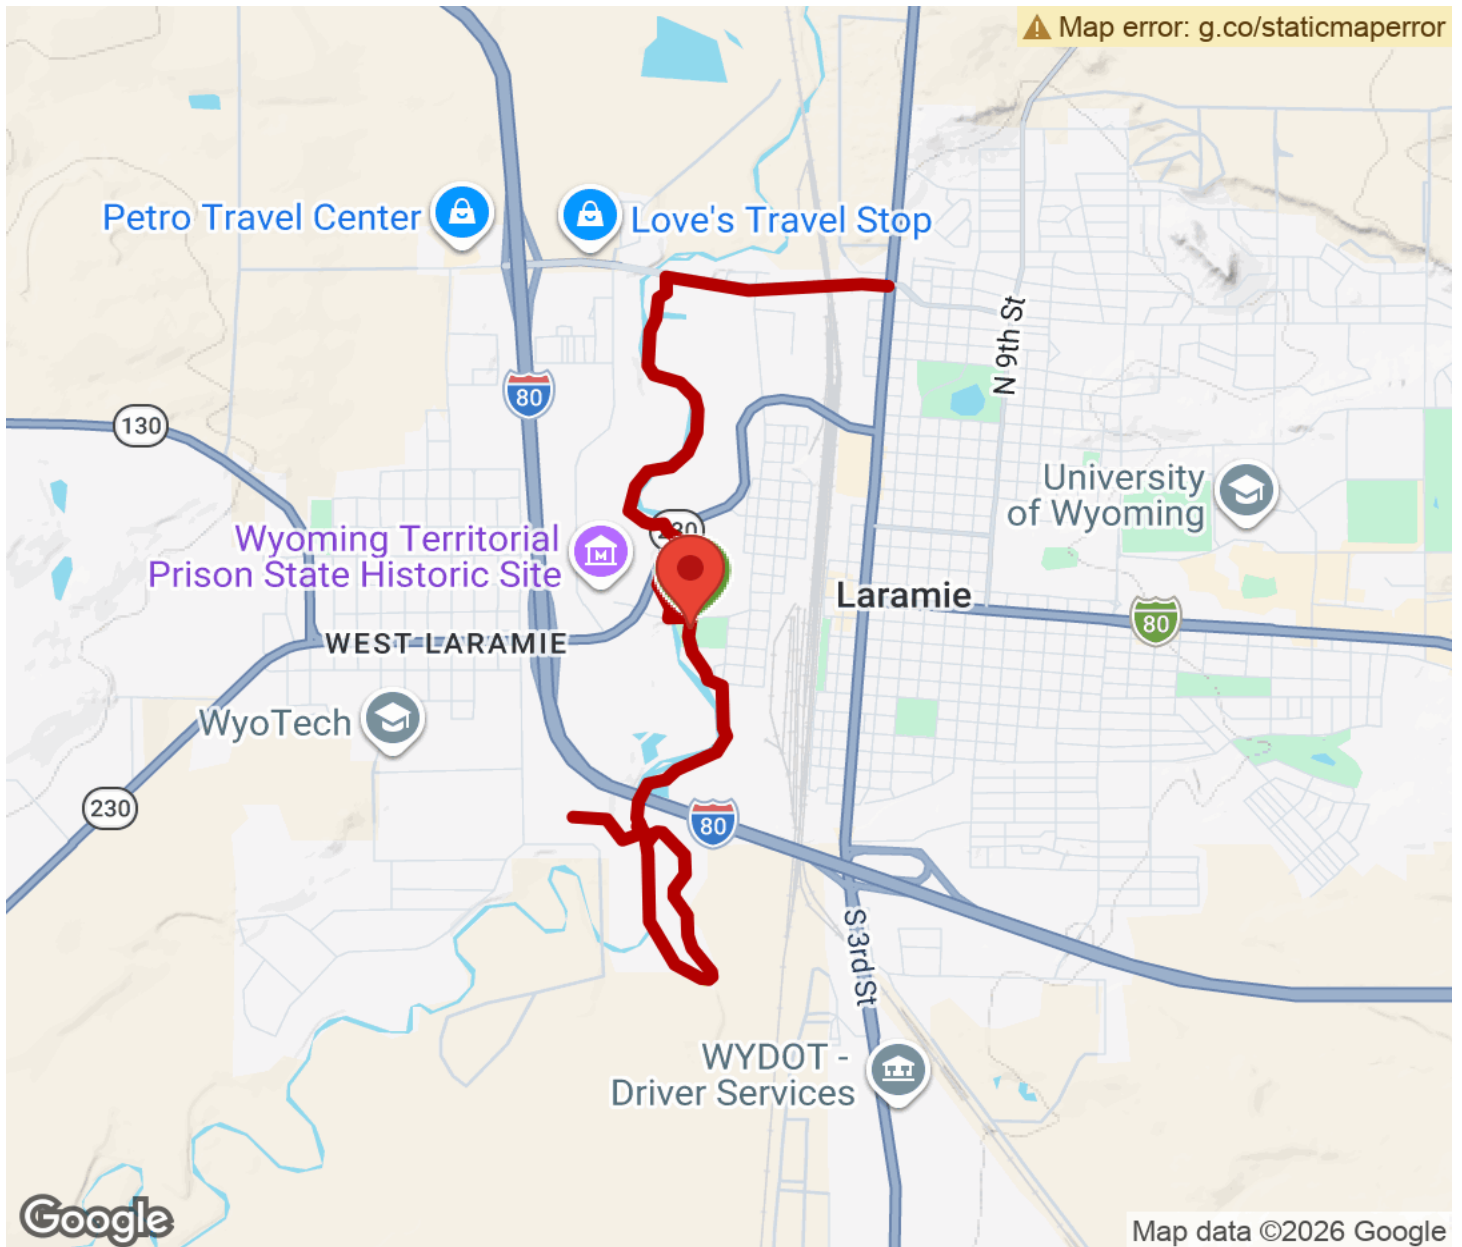 Map error: g.co/staticmaperror
Petro Travel Center
Love's Travel Stop
N 9th St
80
130
University
of Wyoming
Wyoming Territorial
Prison State Historic Site
Laramie
80
WEST LARAMIE
WyoTech
230
80
S 3rd St
WYDOT -
Driver Services
Google
Map data ©2026 Google